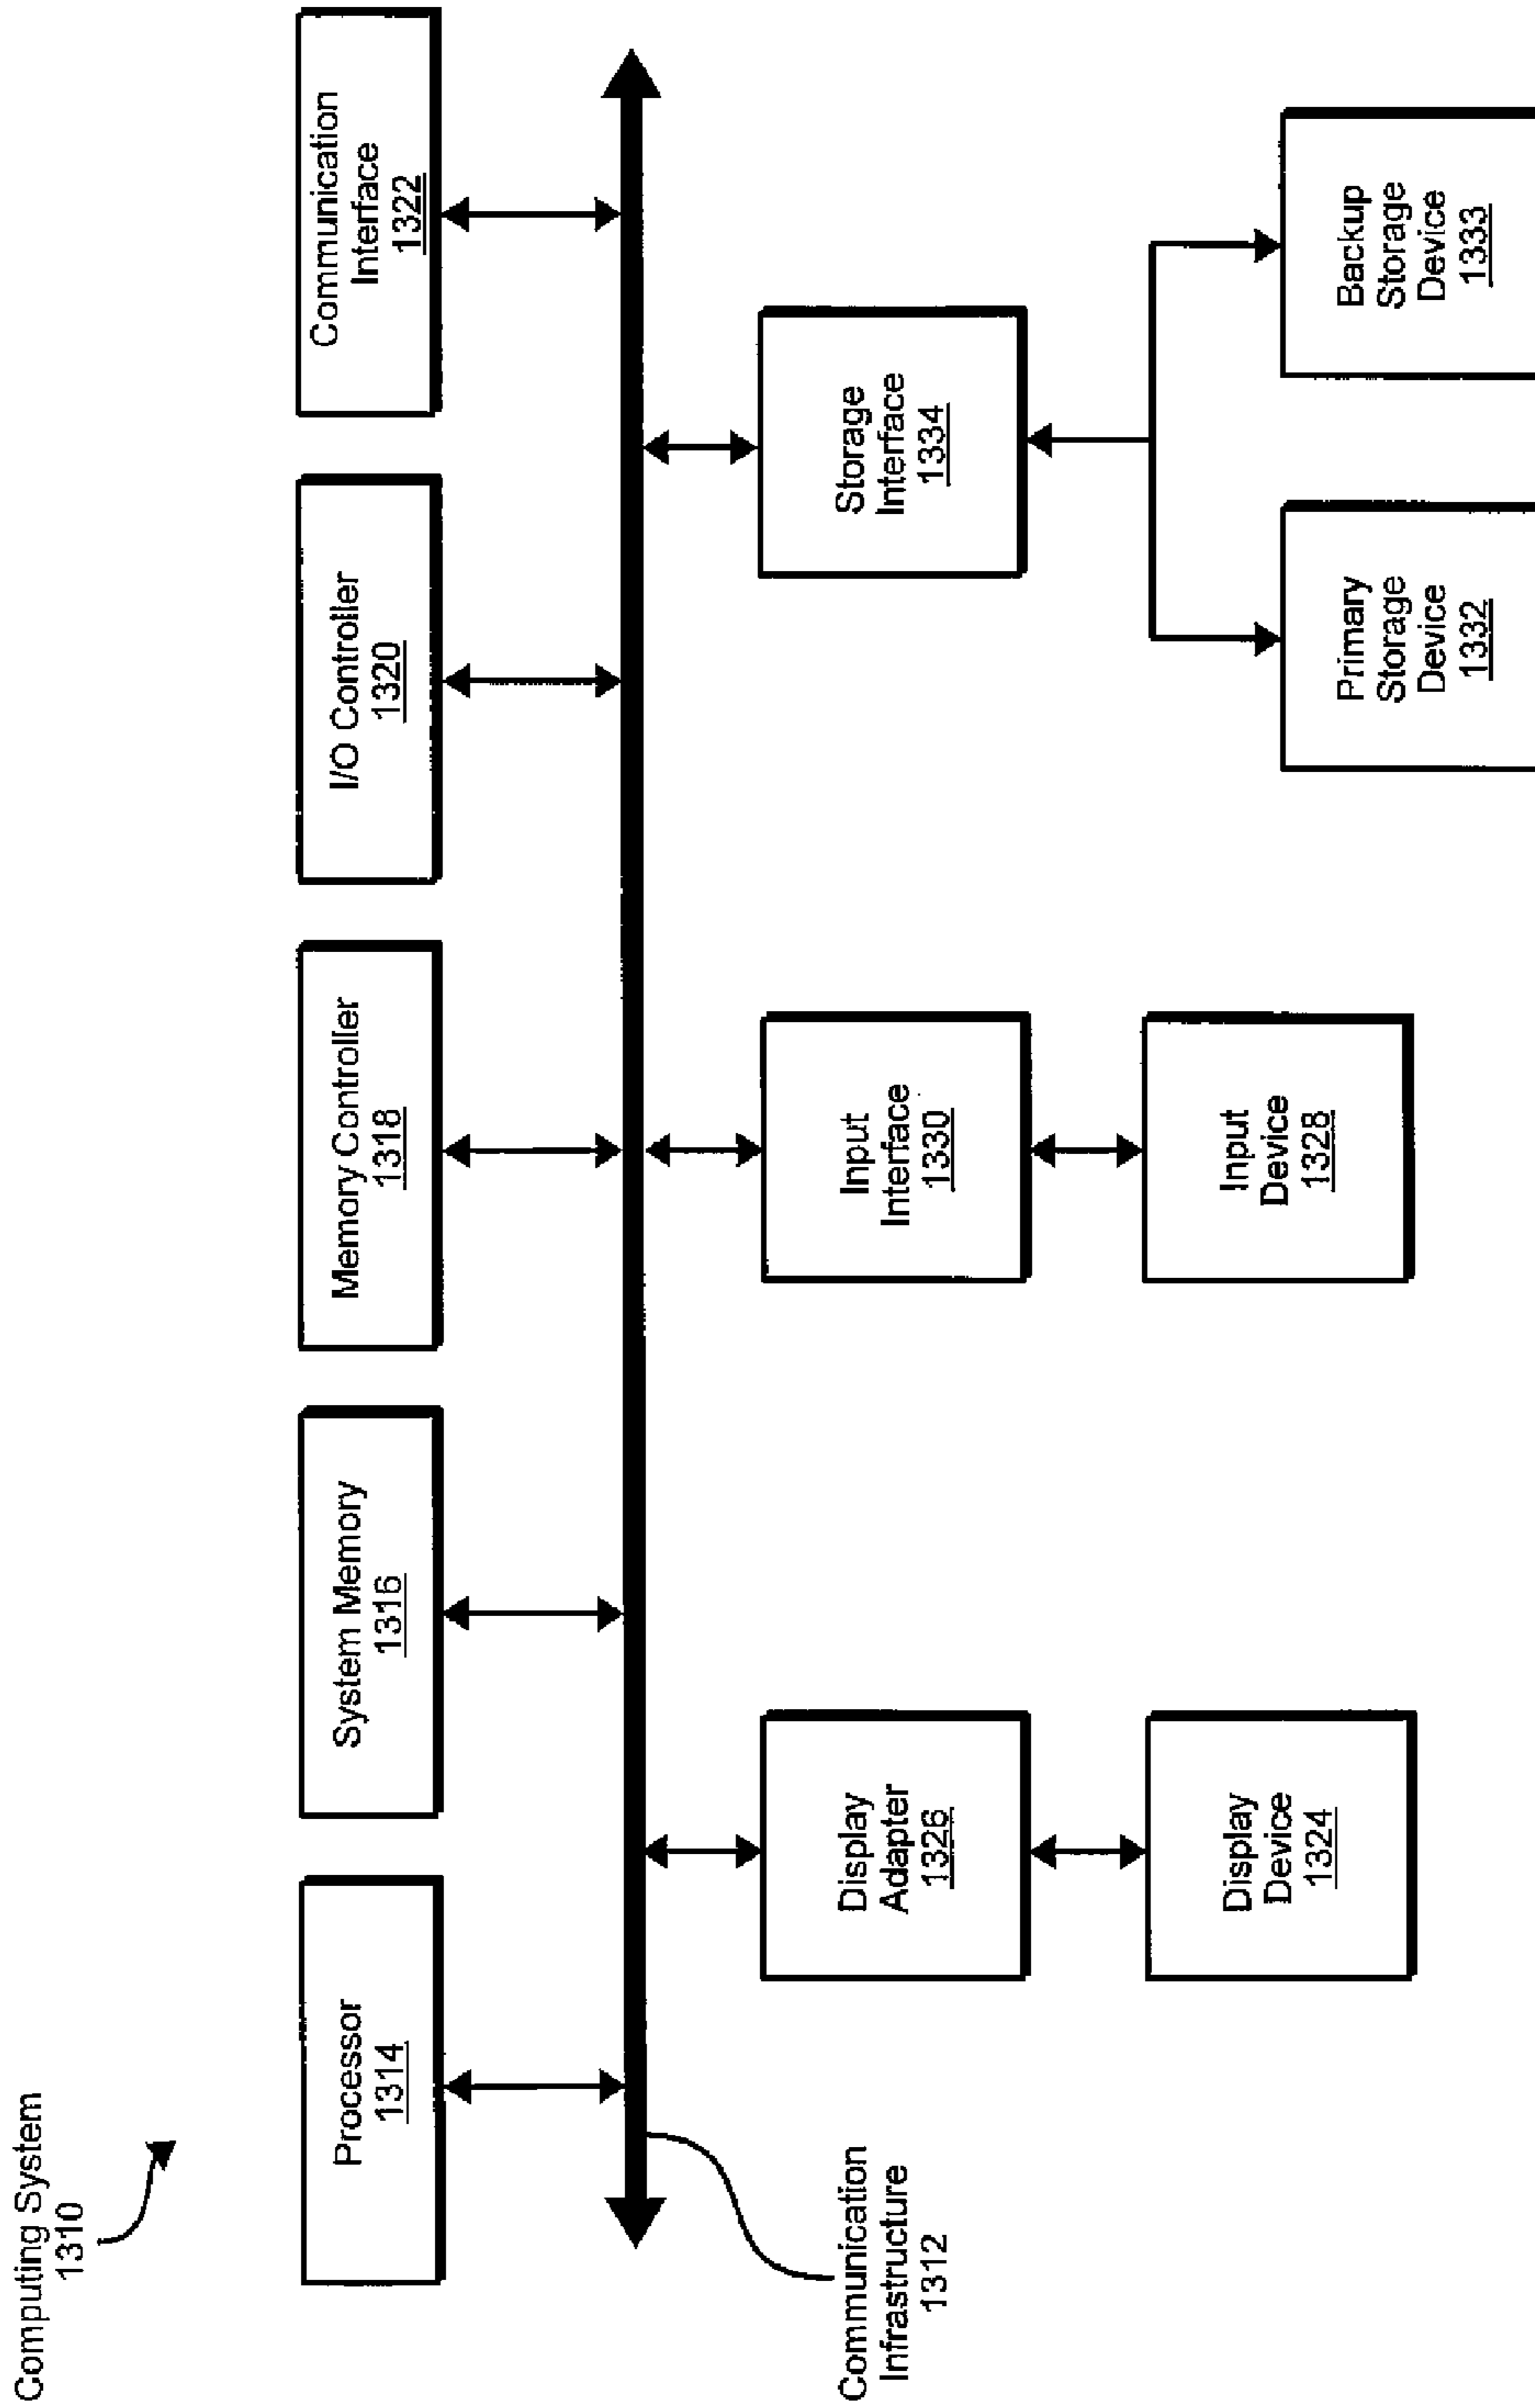 Computing System
1310
Processor
1314
System Memory
1316
Memory Controller
1318
I/O Controller
1320
Communication
Interface
1322
Communication
Infrastructure
1312
Display
Adapter
1326
Input
Interface
1330
Storage
Interface
1334
Display
Device
1324
Input
Device
1328
Primary
Storage
Device
1332
Backup
Storage
Device
1333